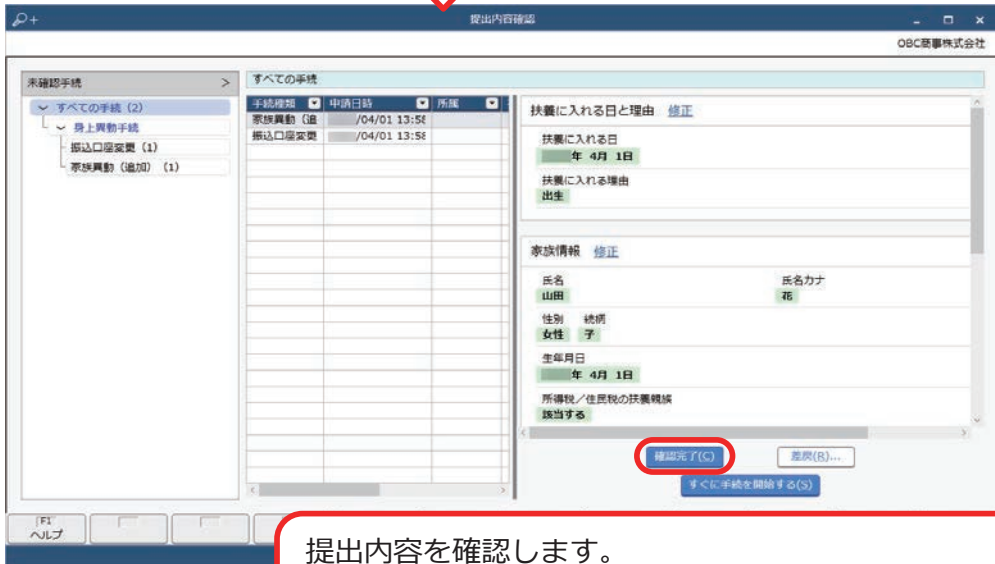 提出内容確認
OBC商事株式会社
未確認手続 >
すべての手続 (2)
身上異動手続
振込口座変更 (1)
家族異動（追加） (1)
すべての手続
手続種類 申請日時 所属
家族異動（追 /04/01 13:58
振込口座変更 /04/01 13:58
扶養に入れる日と理由 修正
扶養に入れる日
年 4月 1日
扶養に入れる理由
出生
家族情報 修正
氏名 氏名カナ
山田 花
性別 続柄
女性 子
生年月日
年 4月 1日
所得税／住民税の扶養親族
該当する
確認完了(C) 差戻(R)...
すぐに手続を開始する(S)
F1
ヘルプ
提出内容を確認します。